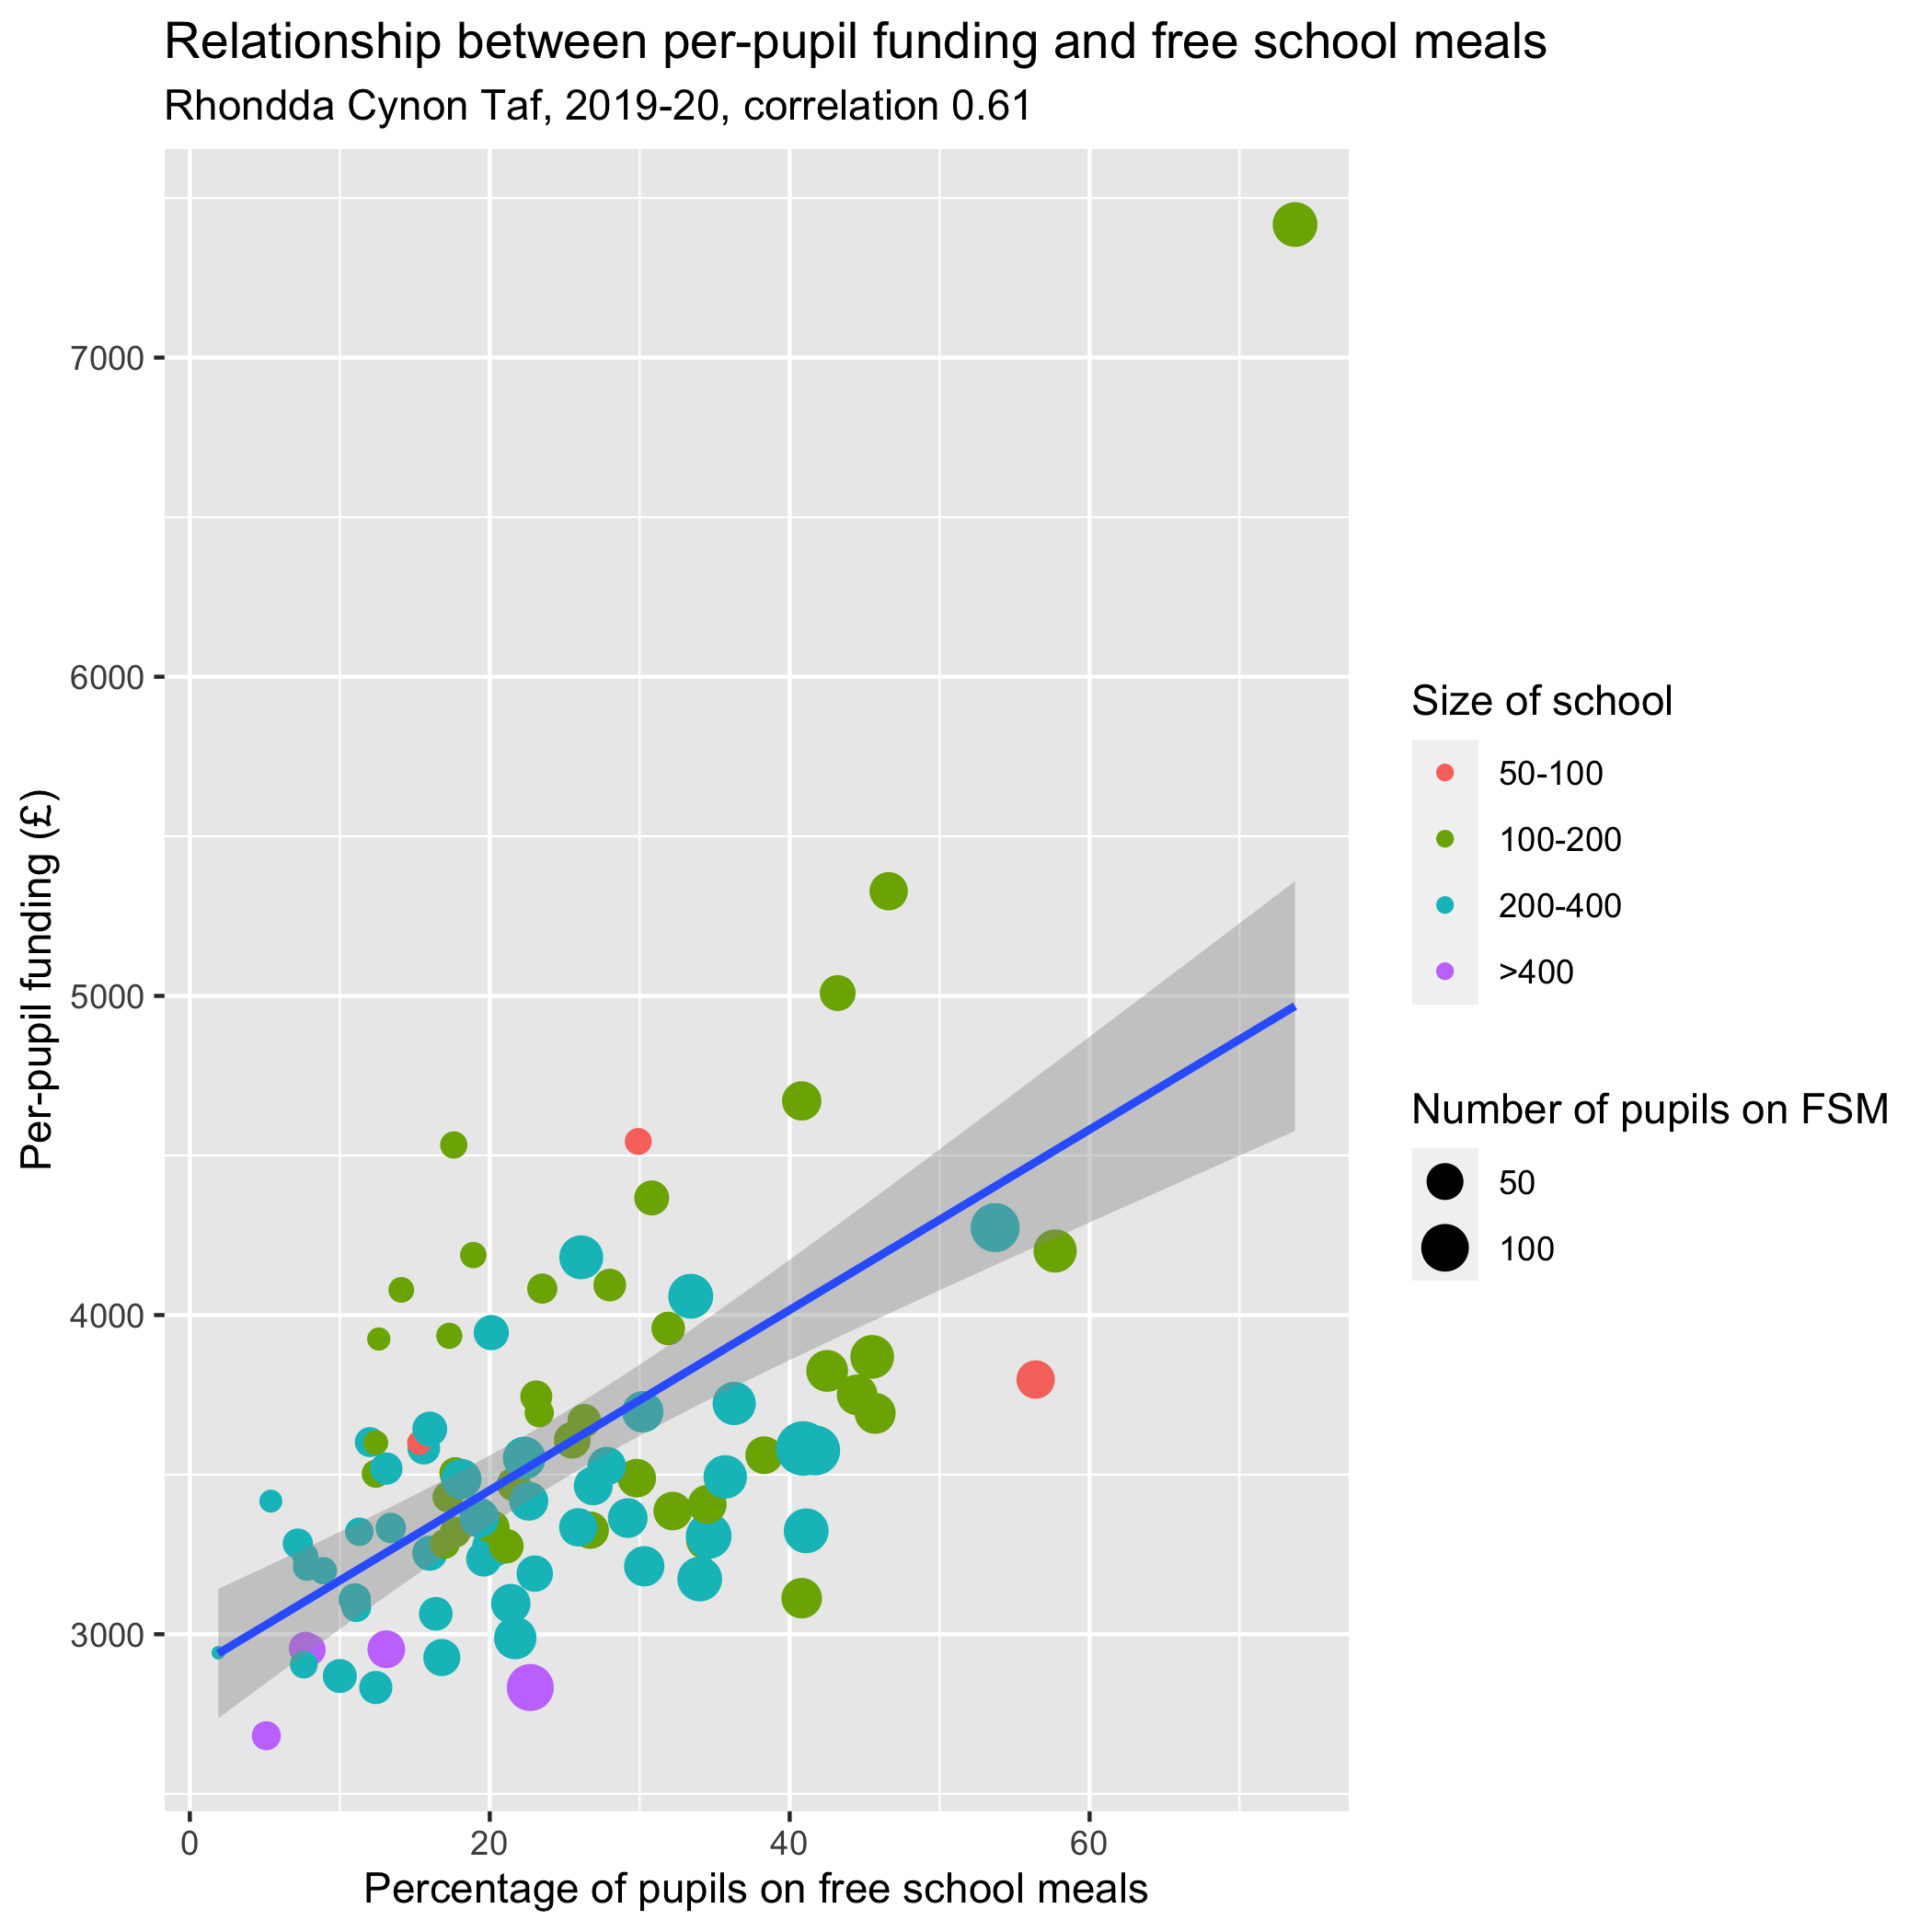 Relationship between per-pupil funding and free school meals
Rhondda Cynon Taf, 2019-20, correlation 0.61
Per-pupil funding (£)
7000
6000
5000
4000
3000
0
20
40
60
Percentage of pupils on free school meals
Size of school
50-100
100-200
200-400
>400
Number of pupils on FSM
50
100